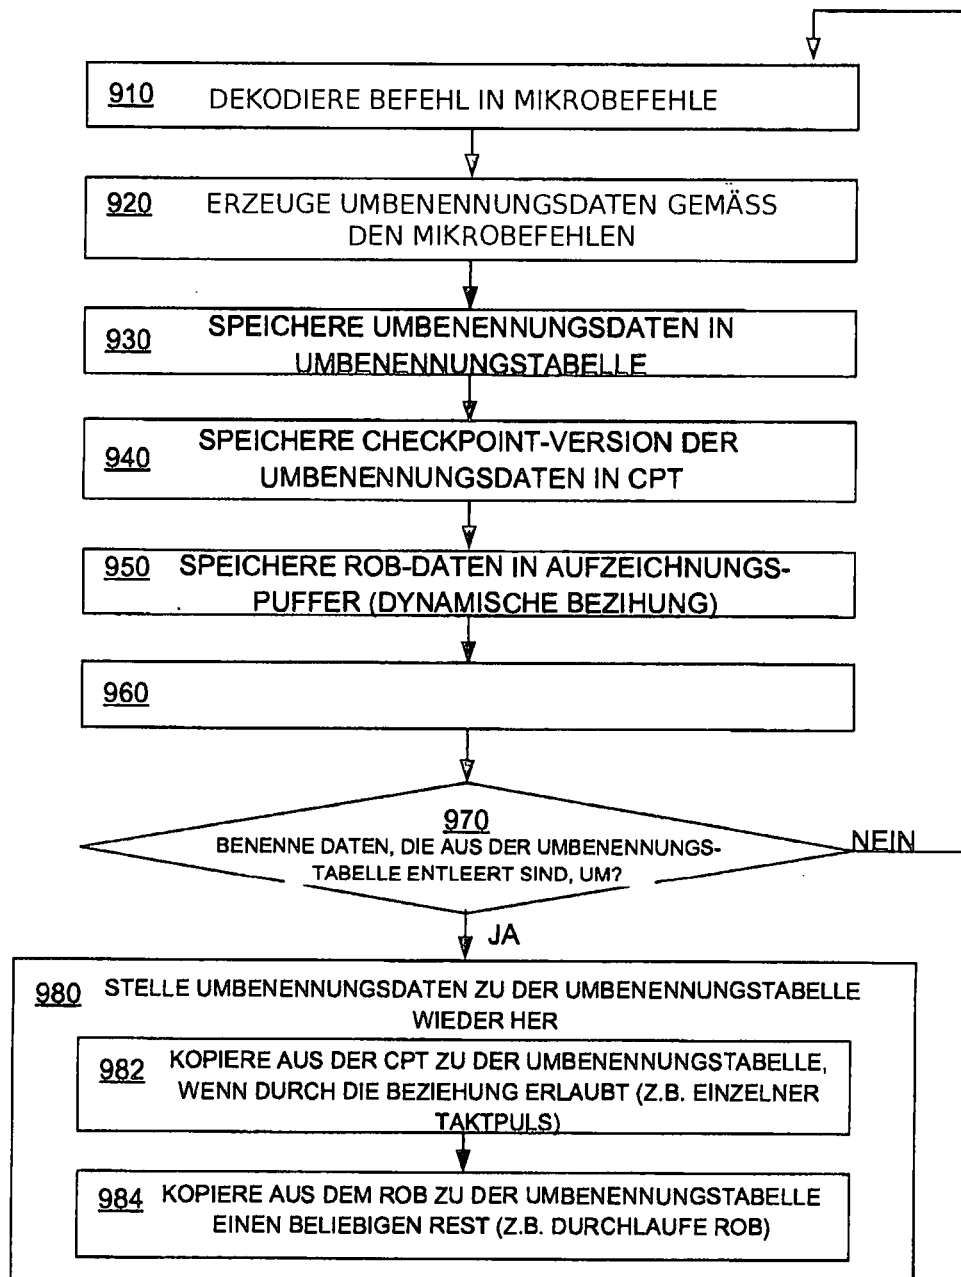 910 DEKODIERE BEFEHL IN MIKROBEFEHLE
920 ERZEUGE UMBENENNUNGSDATEN GEMÄSS
DEN MIKROBEFEHLEN
930 SPEICHERE UMBENENNUNGSDATEN IN
UMBENENNUNGSTABELLE
940 SPEICHERE CHECKPOINT-VERSION DER
UMBENENNUNGSDATEN IN CPT
950 SPEICHERE ROB-DATEN IN AUFZEICHNUNGS-
PUFFER (DYNAMISCHE BEZIHUNG)
960
970
BENENNE DATEN, DIE AUS DER UMBENENNUNGS-
TABELLE ENTLEERT SIND, UM?
NEIN
JA
980 STELLE UMBENENNUNGSDATEN ZU DER UMBENENNUNGSTABELLE
WIEDER HER
982 KOPIERE AUS DER CPT ZU DER UMBENENNUNGSTABELLE,
WENN DURCH DIE BEZIEHUNG ERLAUBT (Z.B. EINZELNER
TAKTPULS)
984 KOPIERE AUS DEM ROB ZU DER UMBENENNUNGSTABELLE
EINEN BELIEBIGEN REST (Z.B. DURCHLAUFE ROB)